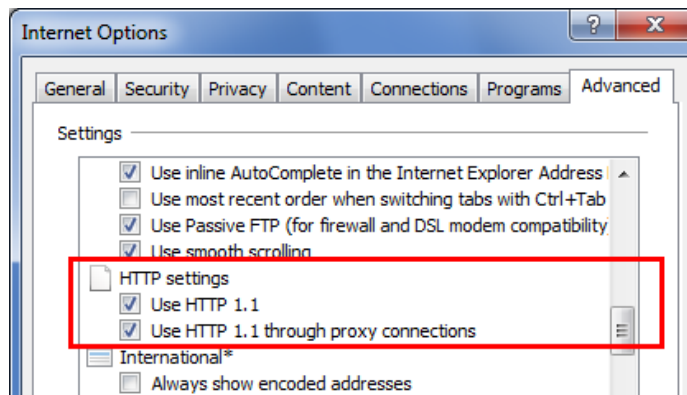 Internet Options
?
X
General Security Privacy Content Connections Programs Advanced
Settings
Use inline AutoComplete in the Internet Explorer Address
Use most recent order when switching tabs with Ctrl+Tab
Use Passive FTP (for firewall and DSL modem compatibility)
Use smooth scrolling
HTTP settings
Use HTTP 1.1
Use HTTP 1.1 through proxy connections
International*
Always show encoded addresses